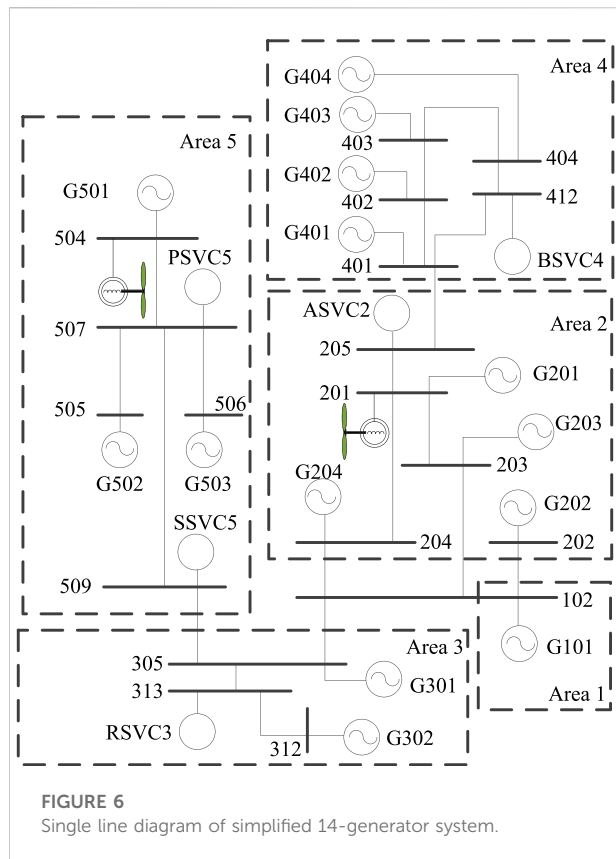 Area 4
G404
G403
403
404
G402
402
412
G401
401
BSVC4
Area 5
G501
504
PSVC5
507
505
506
G502
G503
SSVC5
509
Area 2
ASVC2
205
201
G201
G203
203
G204
G202
204
202
102
G101
Area 1
Area 3
305
313
G301
RSVC3
312
G302
FIGURE 6
Single line diagram of simplified 14-generator system.